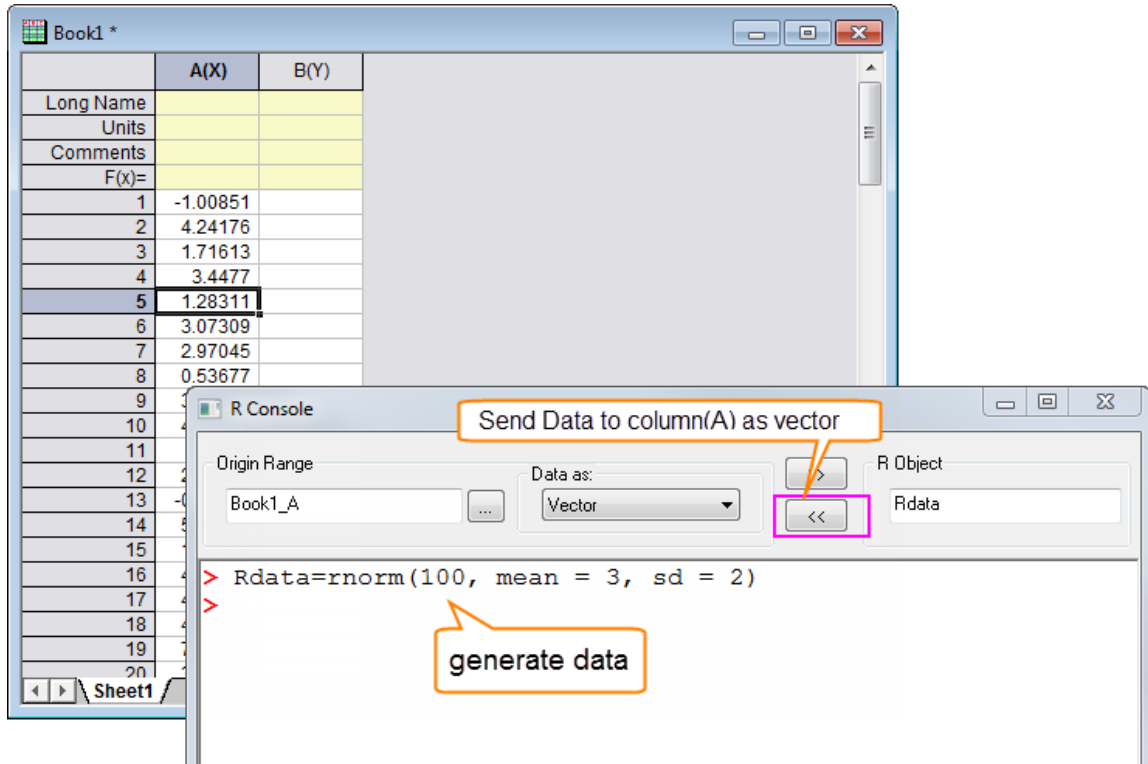 Book1 *
A(X) B(Y)
Long Name
Units
Comments
F(x)=
1 -1.00851
2 4.24176
3 1.71613
4 3.4477
5 1.28311
6 3.07309
7 2.97045
8 0.53677
9
10
11
12
13
14
15
16
17
18
19
20
Sheet1
R Console
Send Data to column(A) as vector
Origin Range
Data as:
R Object
Book1_A ... Vector >> Rdata
<<
> Rdata=rnorm(100, mean = 3, sd = 2)
>
generate data